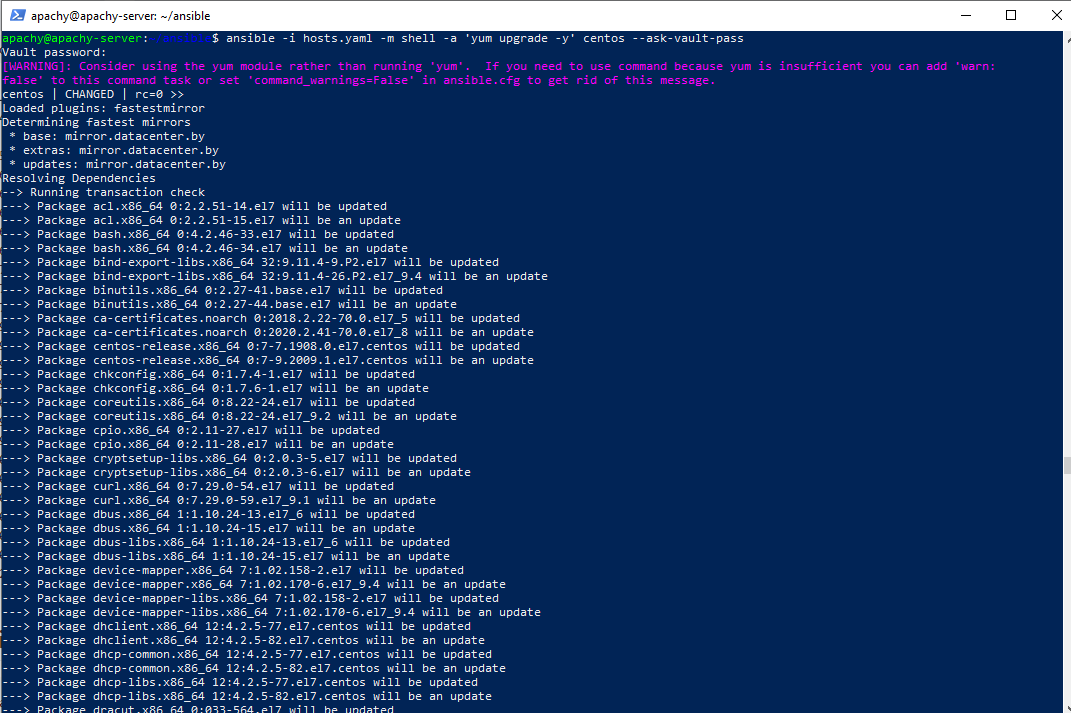 apachy@apachy-server: ~/ansible
apachy@apachy-server:~/ansible$ ansible -i hosts.yaml -m shell -a 'yum upgrade -y' centos --ask-vault-pass
Vault password:
[WARNING]: Consider using the yum module rather than running 'yum'.  If you need to use command because yum is insufficient you can add 'warn:
false' to this command task or set 'command_warnings=False' in ansible.cfg to get rid of this message.
centos | CHANGED | rc=0 >>
Loaded plugins: fastestmirror
Determining fastest mirrors
 * base: mirror.datacenter.by
 * extras: mirror.datacenter.by
 * updates: mirror.datacenter.by
Resolving Dependencies
--> Running transaction check
---> Package acl.x86_64 0:2.2.51-14.el7 will be updated
---> Package acl.x86_64 0:2.2.51-15.el7 will be an update
---> Package bash.x86_64 0:4.2.46-33.el7 will be updated
---> Package bash.x86_64 0:4.2.46-34.el7 will be an update
---> Package bind-export-libs.x86_64 32:9.11.4-9.P2.el7 will be updated
---> Package bind-export-libs.x86_64 32:9.11.4-26.P2.el7_9.4 will be an update
---> Package binutils.x86_64 0:2.27-41.base.el7 will be updated
---> Package binutils.x86_64 0:2.27-44.base.el7 will be an update
---> Package ca-certificates.noarch 0:2018.2.22-70.0.el7_5 will be updated
---> Package ca-certificates.noarch 0:2020.2.41-70.0.el7_8 will be an update
---> Package centos-release.x86_64 0:7-7.1908.0.el7.centos will be updated
---> Package centos-release.x86_64 0:7-9.2009.1.el7.centos will be an update
---> Package chkconfig.x86_64 0:1.7.4-1.el7 will be updated
---> Package chkconfig.x86_64 0:1.7.6-1.el7 will be an update
---> Package coreutils.x86_64 0:8.22-24.el7 will be updated
---> Package coreutils.x86_64 0:8.22-24.el7_9.2 will be an update
---> Package cpio.x86_64 0:2.11-27.el7 will be updated
---> Package cpio.x86_64 0:2.11-28.el7 will be an update
---> Package cryptsetup-libs.x86_64 0:2.0.3-5.el7 will be updated
---> Package cryptsetup-libs.x86_64 0:2.0.3-6.el7 will be an update
---> Package curl.x86_64 0:7.29.0-54.el7 will be updated
---> Package curl.x86_64 0:7.29.0-59.el7_9.1 will be an update
---> Package dbus.x86_64 1:1.10.24-13.el7_6 will be updated
---> Package dbus.x86_64 1:1.10.24-15.el7 will be an update
---> Package dbus-libs.x86_64 1:1.10.24-13.el7_6 will be updated
---> Package dbus-libs.x86_64 1:1.10.24-15.el7 will be an update
---> Package device-mapper.x86_64 7:1.02.158-2.el7 will be updated
---> Package device-mapper.x86_64 7:1.02.170-6.el7_9.4 will be an update
---> Package device-mapper-libs.x86_64 7:1.02.158-2.el7 will be updated
---> Package device-mapper-libs.x86_64 7:1.02.170-6.el7_9.4 will be an update
---> Package dhclient.x86_64 12:4.2.5-77.el7.centos will be updated
---> Package dhclient.x86_64 12:4.2.5-82.el7.centos will be an update
---> Package dhcp-common.x86_64 12:4.2.5-77.el7.centos will be updated
---> Package dhcp-common.x86_64 12:4.2.5-82.el7.centos will be an update
---> Package dhcp-libs.x86_64 12:4.2.5-77.el7.centos will be updated
---> Package dhcp-libs.x86_64 12:4.2.5-82.el7.centos will be an update
---> Package dracut.x86_64 0:033-564.el7 will be updated